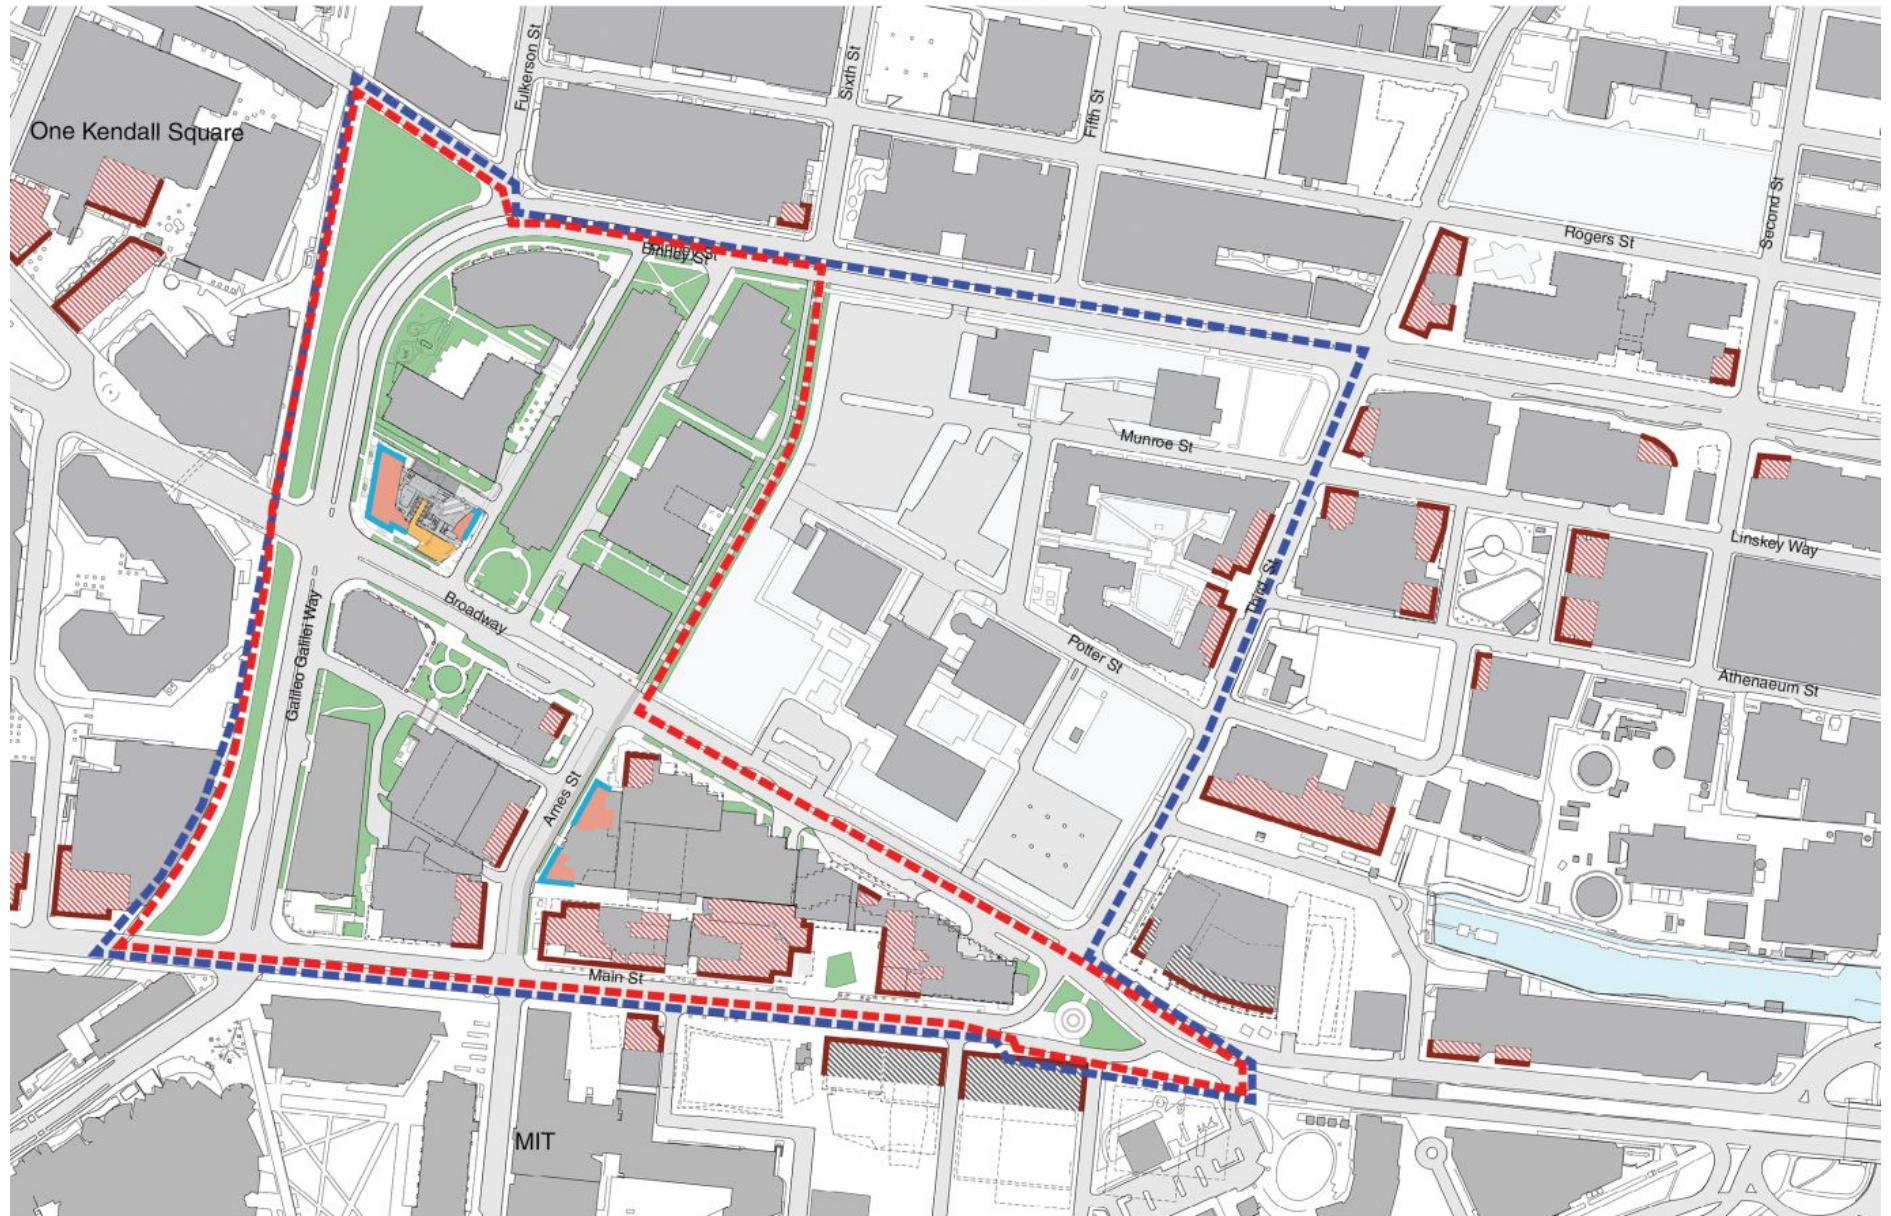 Fulkerson St
Sixth St
Fifth St
One Kendall Square
Second St
Rogers St
Binney St
Munroe St
Linskey Way
Third St
Broadway
Galileo Galilei Way
Potter St
Athenaeum St
Ames St
Main St
MIT